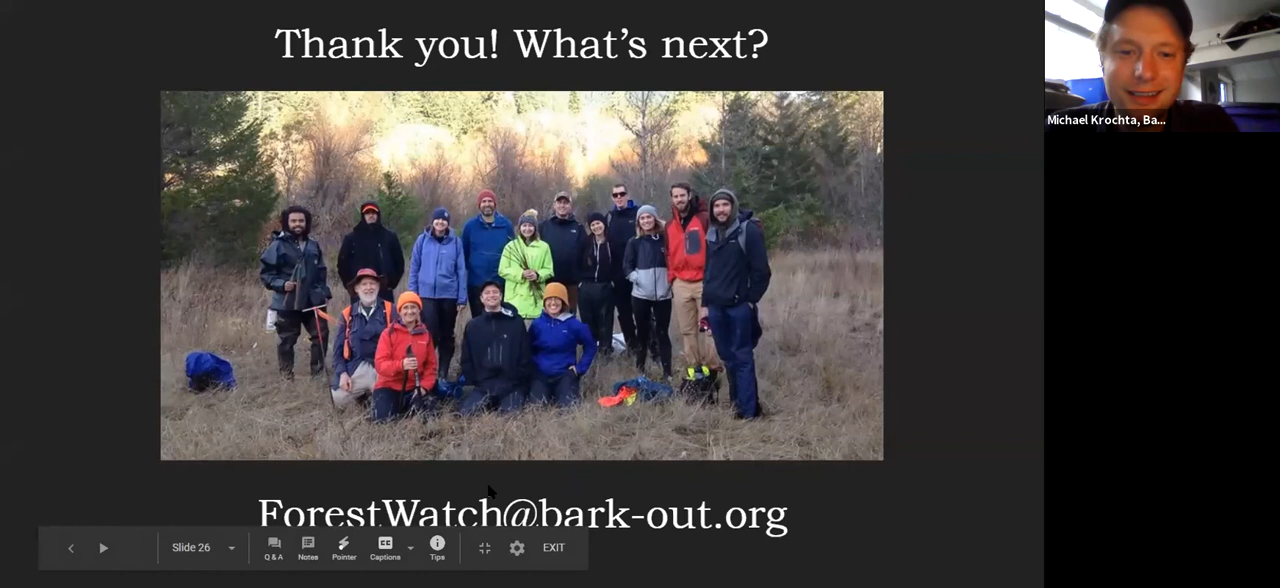 Thank you! What's next?
Michael Krochta, Ba...
ForestWatch@bark-out.org
Slide 26
Q & A
Notes
Pointer
Captions
Tips
EXIT